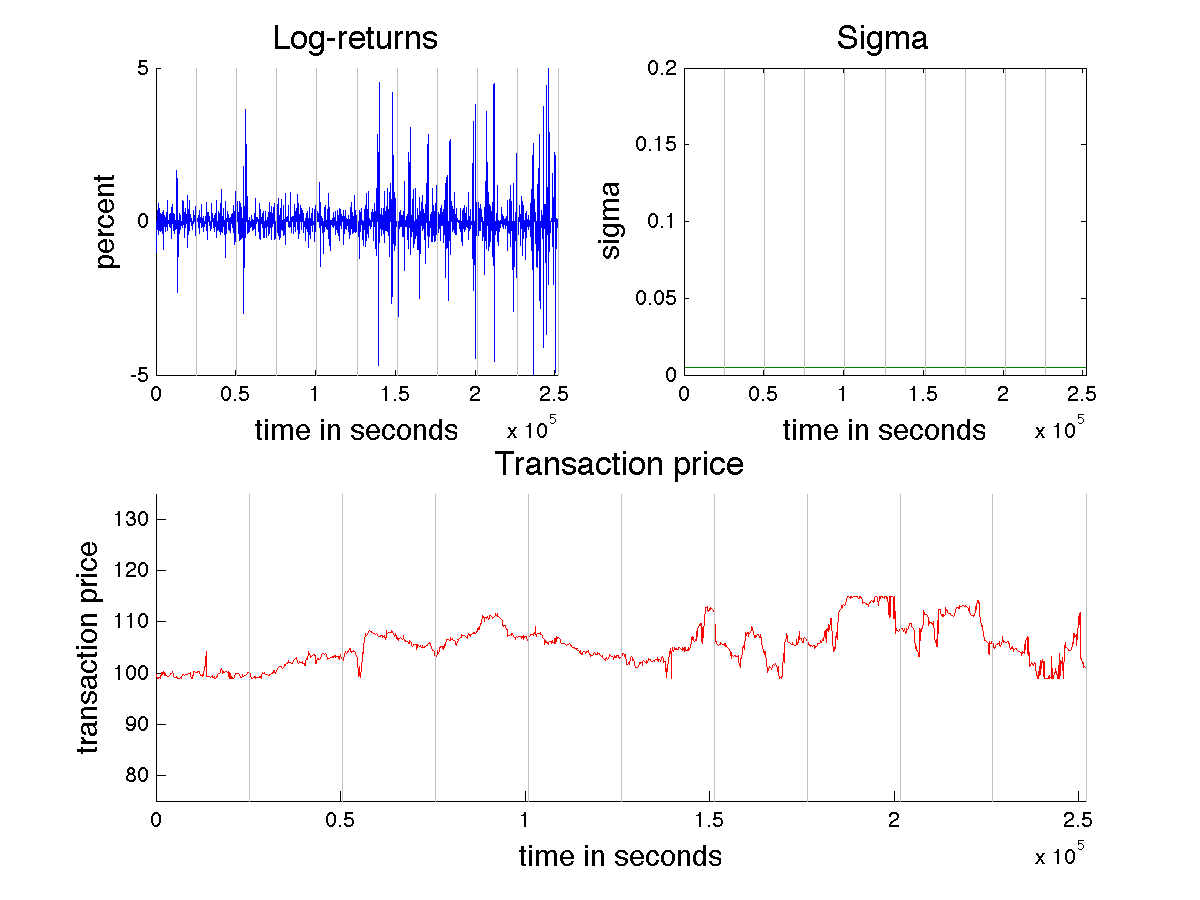 Log-returns
5
0
-5
percent
0 0.5 1 1.5 2 2.5
x 10^5
time in seconds
Sigma
0.2
0.15
0.1
0.05
0
sigma
0 0.5 1 1.5 2 2.5
x 10^5
time in seconds
Transaction price
130
120
110
100
90
80
transaction price
0 0.5 1 1.5 2 2.5
x 10^5
time in seconds